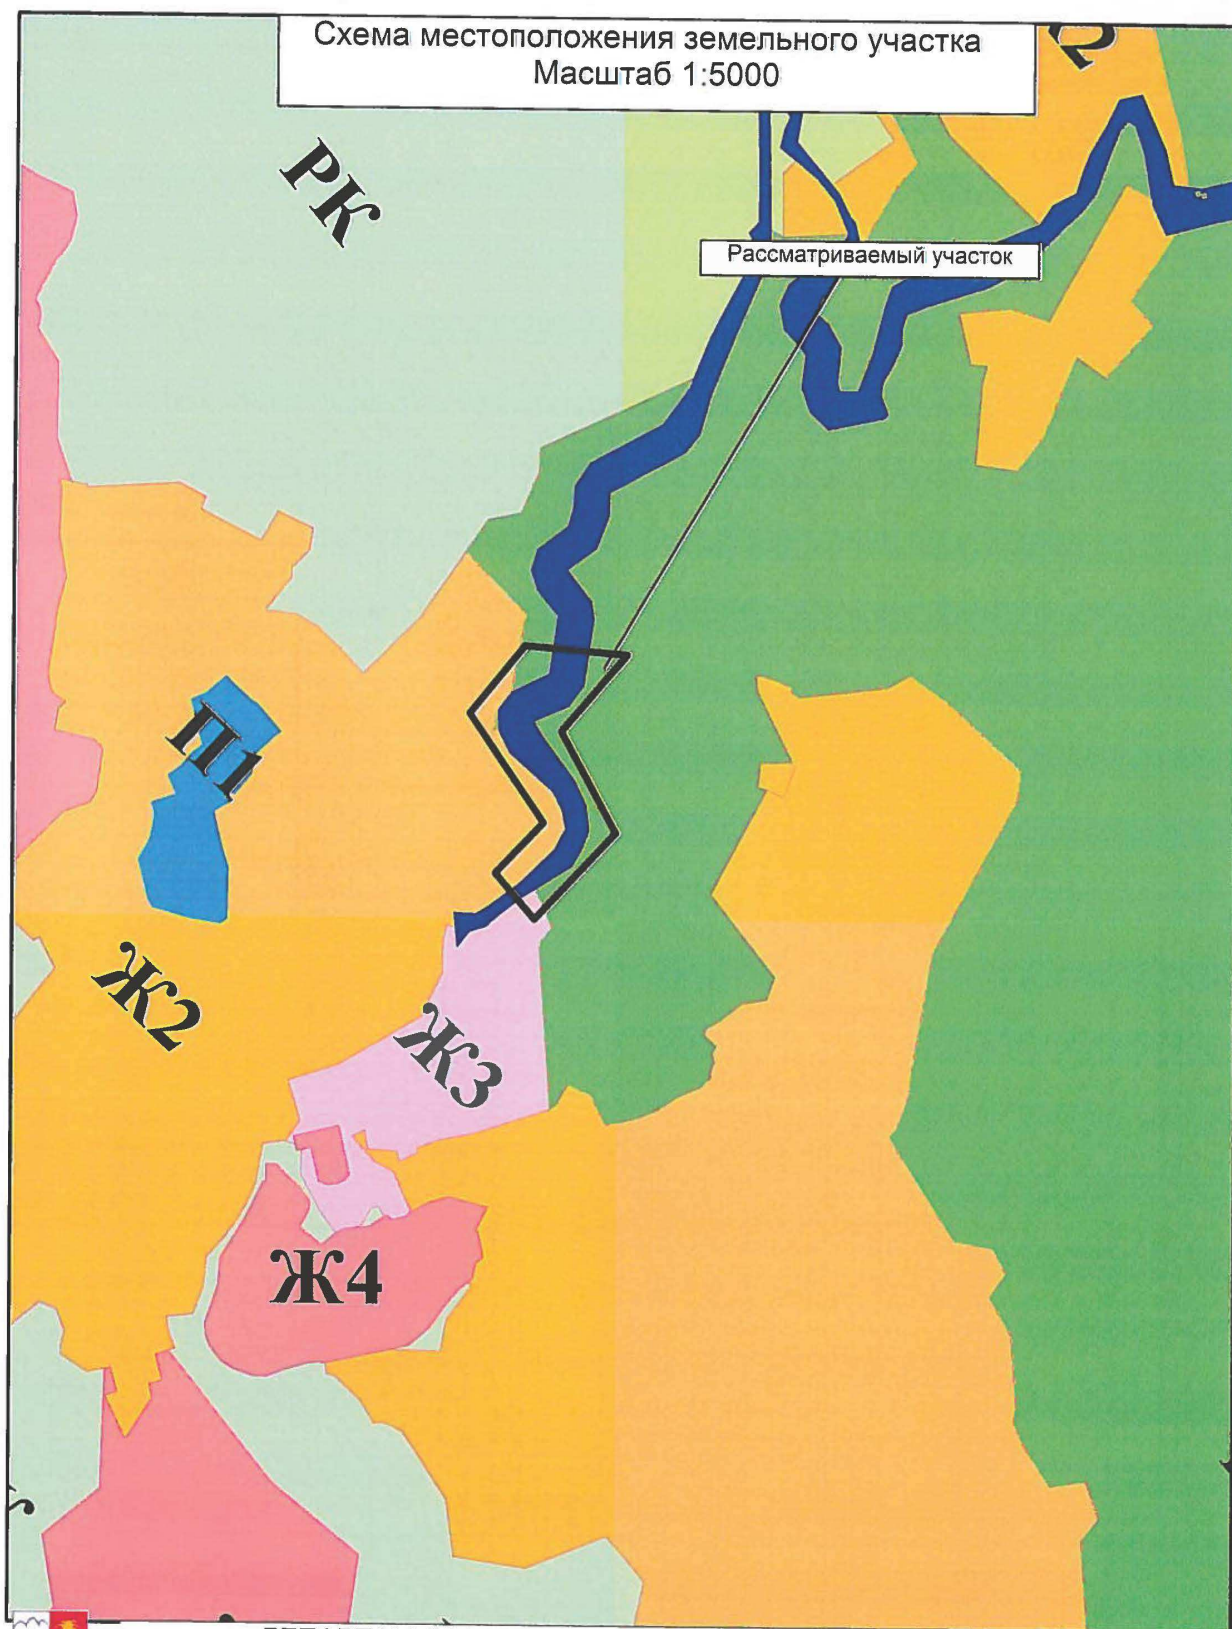 Схема местоположения земельного участка
Масштаб 1:5000
РК
Рассматриваемый участок
П1
Ж2
Ж3
Ж4